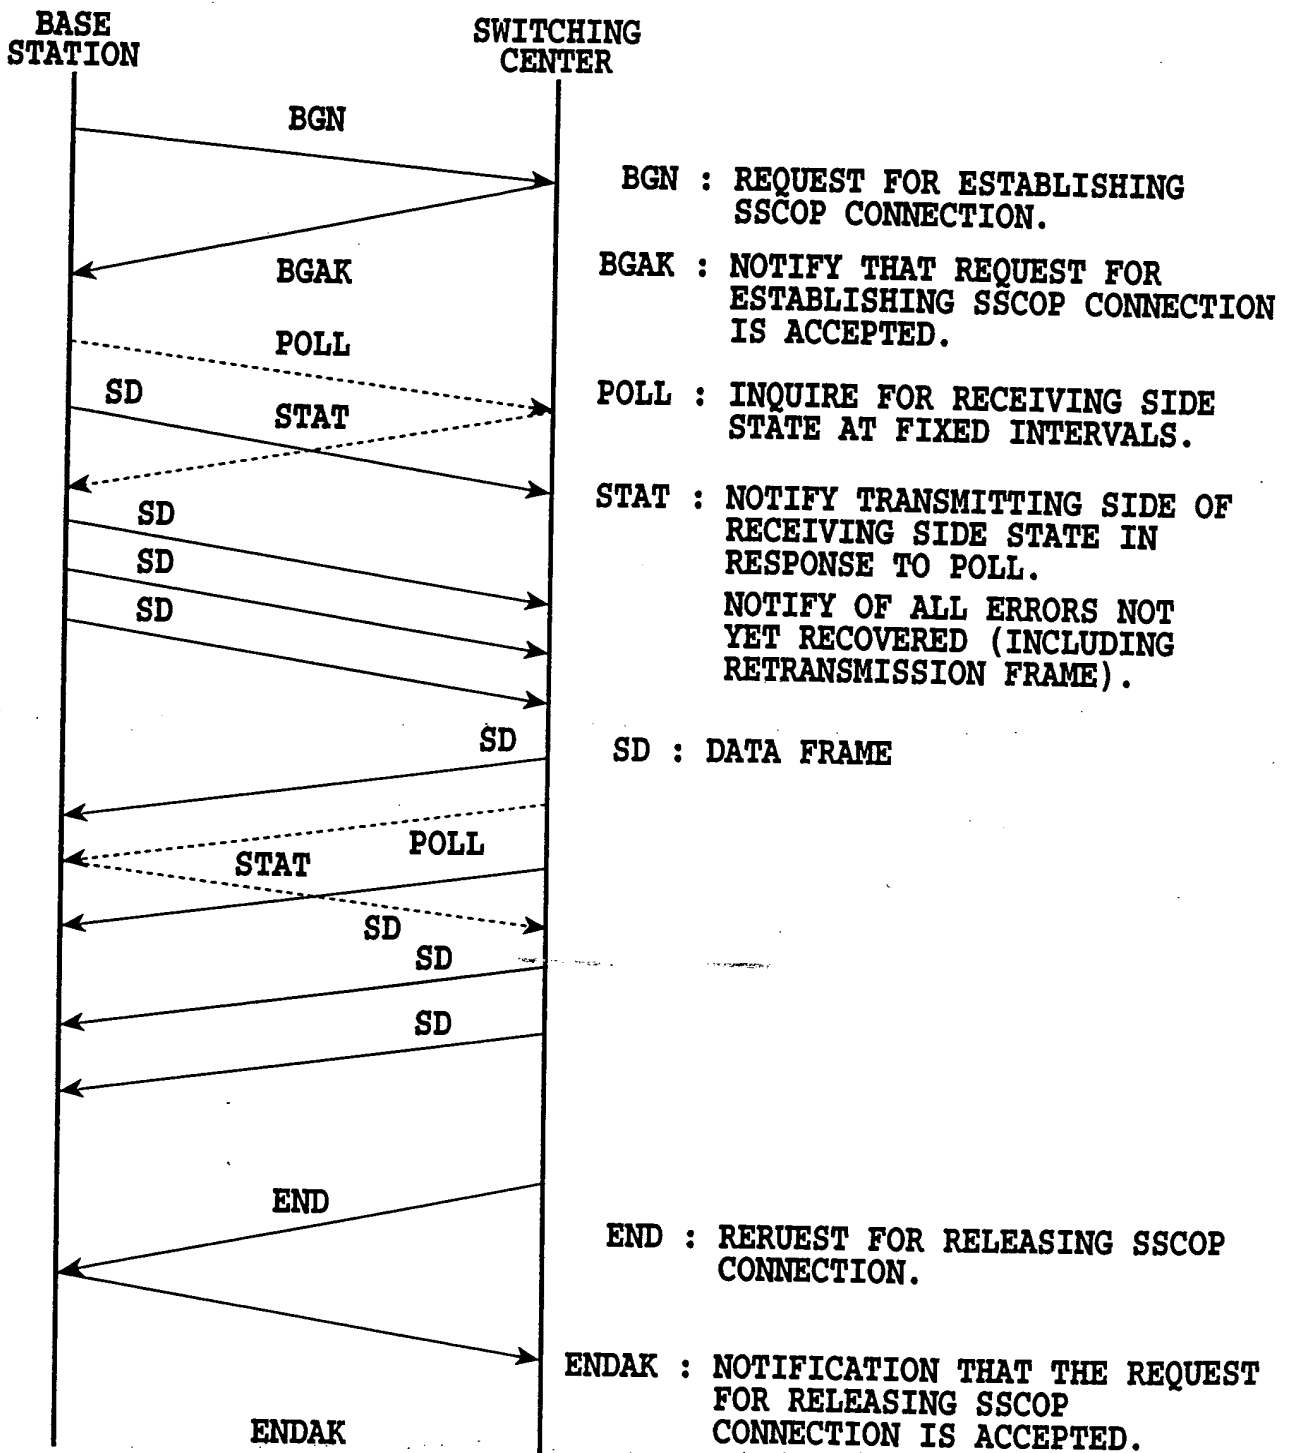 BASE
STATION
SWITCHING
CENTER
BGN
BGN : REQUEST FOR ESTABLISHING
SSCOP CONNECTION.
BGAK
BGAK : NOTIFY THAT REQUEST FOR
ESTABLISHING SSCOP CONNECTION
IS ACCEPTED.
POLL
SD
STAT
POLL : INQUIRE FOR RECEIVING SIDE
STATE AT FIXED INTERVALS.
STAT : NOTIFY TRANSMITTING SIDE OF
RECEIVING SIDE STATE IN
RESPONSE TO POLL.
NOTIFY OF ALL ERRORS NOT
YET RECOVERED (INCLUDING
RETRANSMISSION FRAME).
SD
SD
SD
SD
SD : DATA FRAME
POLL
STAT
SD
SD
SD
END
END : RERUEST FOR RELEASING SSCOP
CONNECTION.
ENDAK : NOTIFICATION THAT THE REQUEST
FOR RELEASING SSCOP
CONNECTION IS ACCEPTED.
ENDAK